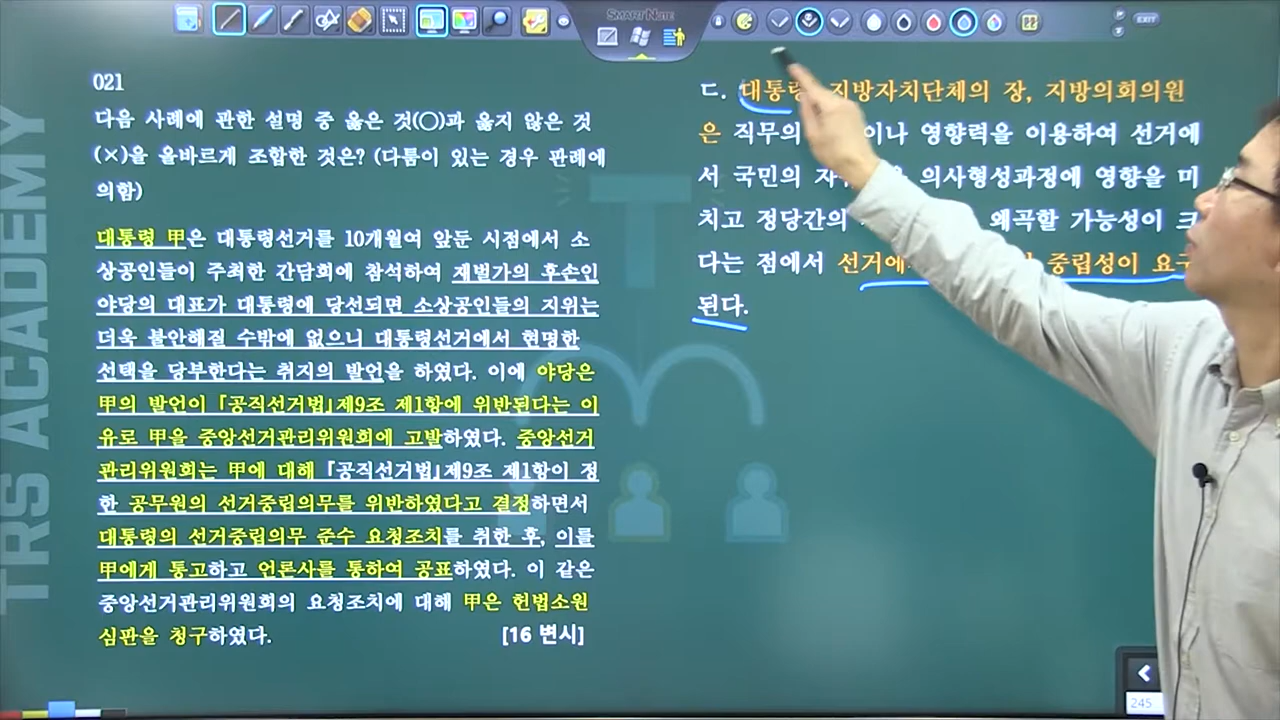 SMART NOTE
EXIT
TRS ACADEMY
021
다음 사례에 관한 설명 중 옳은 것(○)과 옳지 않은 것
(×)을 올바르게 조합한 것은? (다툼이 있는 경우 판례에
의함)
대통령 甲은 대통령선거를 10개월여 앞둔 시점에서 소
상공인들이 주최한 간담회에 참석하여 재벌가의 후손인
야당의 대표가 대통령에 당선되면 소상공인들의 지위는
더욱 불안해질 수밖에 없으니 대통령선거에서 현명한
선택을 당부한다는 취지의 발언을 하였다. 이에 야당은
甲의 발언이 『공직선거법』제9조 제1항에 위반된다는 이
유로 甲을 중앙선거관리위원회에 고발하였다. 중앙선거
관리위원회는 甲에 대해 『공직선거법』제9조 제1항이 정
한 공무원의 선거중립의무를 위반하였다고 결정하면서
대통령의 선거중립의무 준수 요청조치를 취한 후, 이를
甲에게 통고하고 언론사를 통하여 공표하였다. 이 같은
중앙선거관리위원회의 요청조치에 대해 甲은 헌법소원
심판을 청구하였다. [16 변시]
ㄷ. 대통령 지방자치단체의 장, 지방의회의원
은 직무의 이나 영향력을 이용하여 선거에
서 국민의 의사형성과정에 영향을 미
치고 정당간의 왜곡할 가능성이 크
다는 점에서 선거에 중립성이 요구
된다.
245